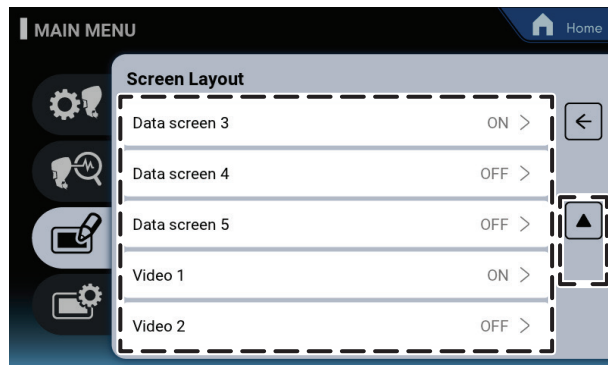 MAIN MENU
Home
Screen Layout
Data screen 3 ON >
Data screen 4 OFF >
Data screen 5 OFF >
Video 1 ON >
Video 2 OFF >